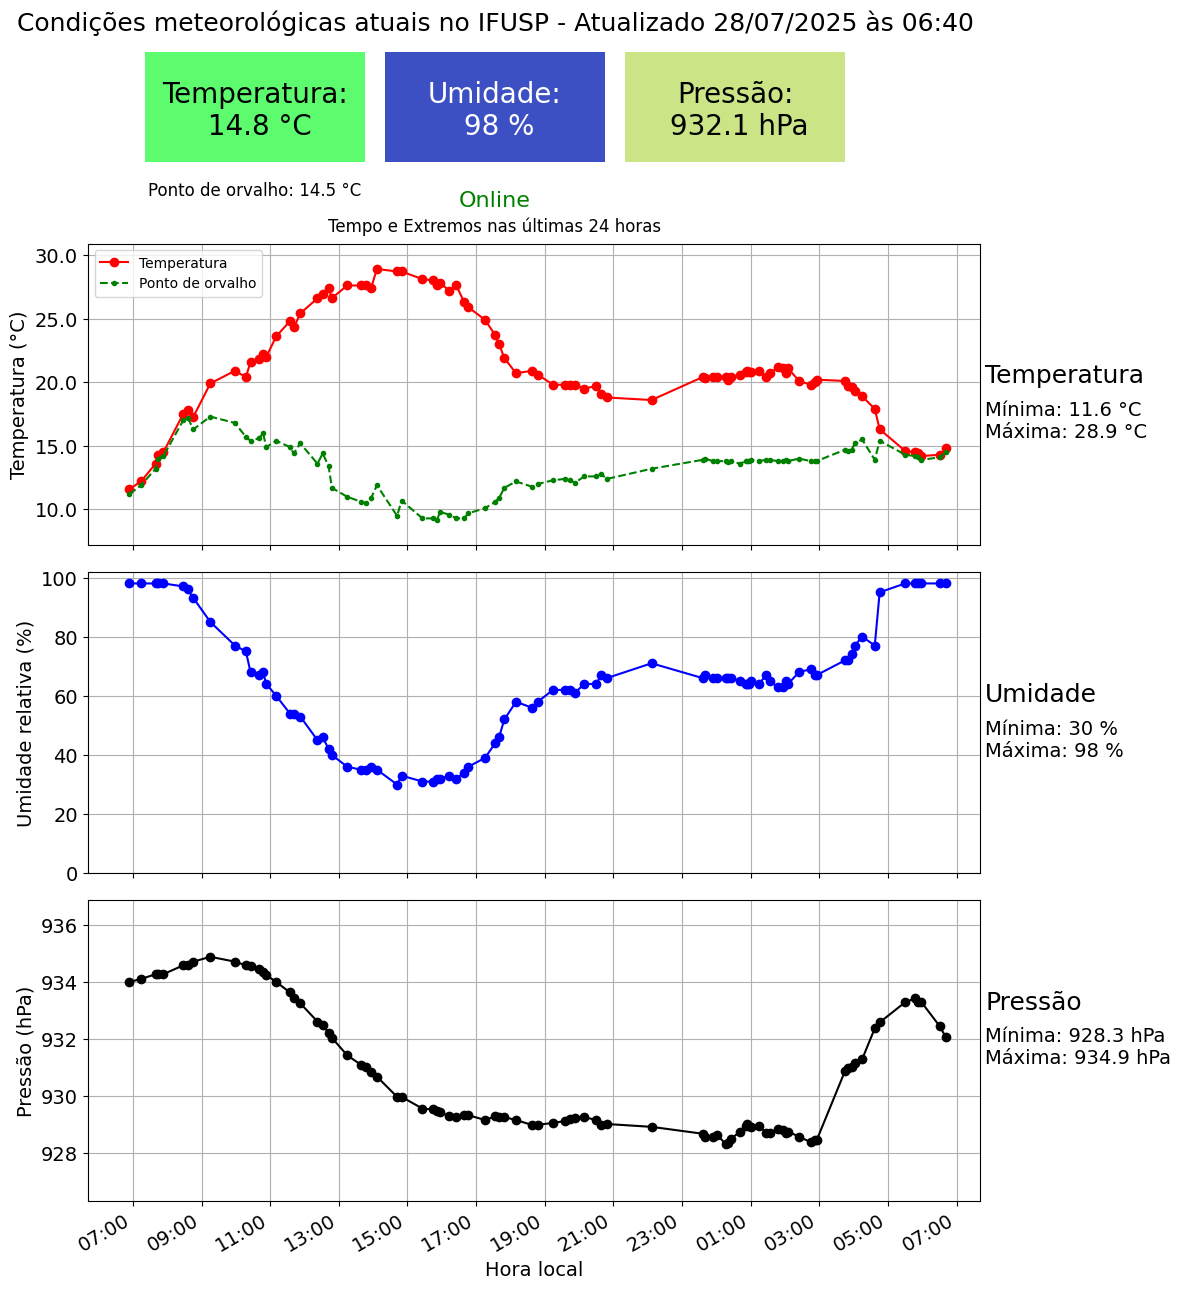 Condições meteorológicas atuais no IFUSP - Atualizado 28/07/2025 às 06:40
Temperatura:
14.8 °C
Umidade:
98 %
Pressão:
932.1 hPa
Ponto de orvalho: 14.5 °C
Online
Tempo e Extremos nas últimas 24 horas
Temperatura (°C)
30.0
25.0
20.0
15.0
10.0
Temperatura
Ponto de orvalho
Temperatura
Mínima: 11.6 °C
Máxima: 28.9 °C
Umidade relativa (%)
100
80
60
40
20
0
Umidade
Mínima: 30 %
Máxima: 98 %
Pressão (hPa)
936
934
932
930
928
Pressão
Mínima: 928.3 hPa
Máxima: 934.9 hPa
07:00 09:00 11:00 13:00 15:00 17:00 19:00 21:00 23:00 01:00 03:00 05:00 07:00
Hora local